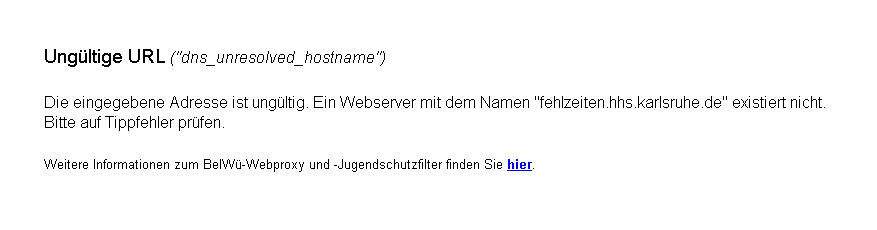 Ungültige URL ("dns_unresolved_hostname")
Die eingegebene Adresse ist ungültig. Ein Webserver mit dem Namen "fehlzeiten.hhs.karlsruhe.de" existiert nicht.
Bitte auf Tippfehler prüfen.
Weitere Informationen zum BelWü-Webproxy und -Jugendschutzfilter finden Sie hier.